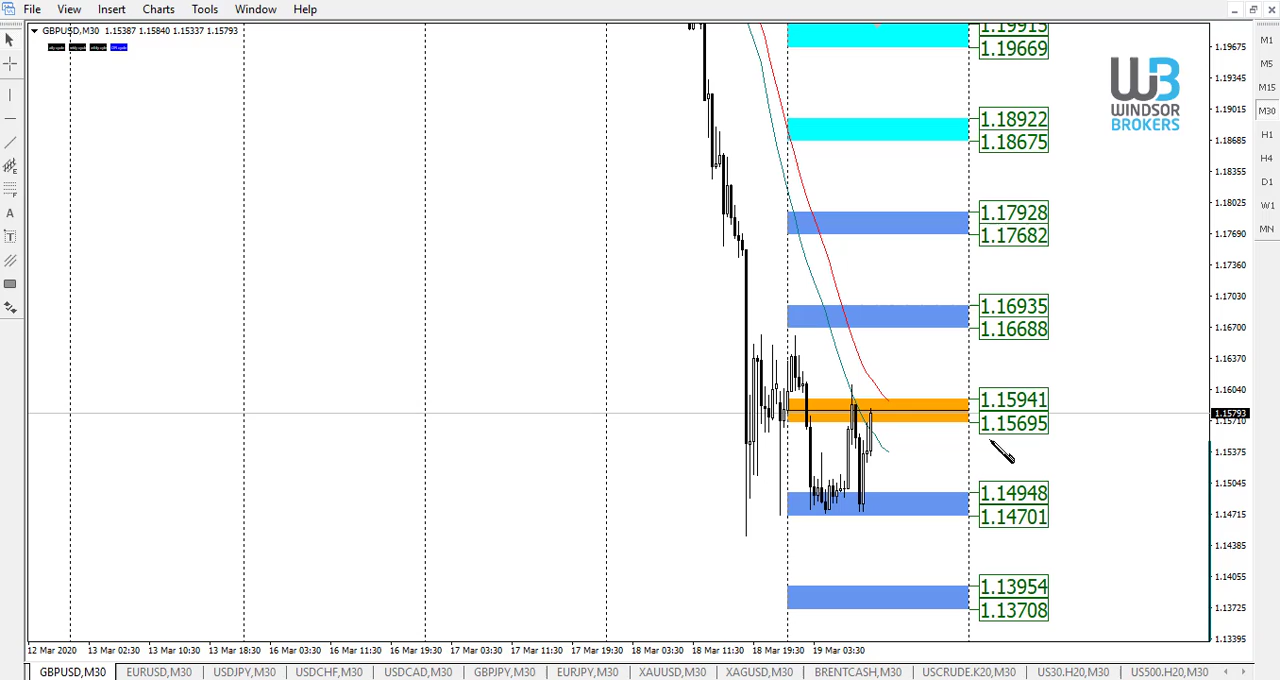 File View Insert Charts Tools Window Help
GBPUSD,M30 1.15387 1.15840 1.15337 1.15793
WINDSOR
BROKERS
1.19915
1.19669
1.18922
1.18675
1.17928
1.17682
1.16935
1.16688
1.15941
1.15695
1.14948
1.14701
1.13954
1.13708
1.19675
1.19345
1.19015
1.18685
1.18355
1.18025
1.17690
1.17360
1.17030
1.16700
1.16370
1.16040
1.15793
1.15710
1.15375
1.15045
1.14715
1.14385
1.14055
1.13725
1.13395
M1
M5
M15
M30
H1
H4
D1
W1
MN
12 Mar 2020 13 Mar 02:30 13 Mar 10:30 13 Mar 18:30 16 Mar 03:30 16 Mar 11:30 16 Mar 19:30 17 Mar 03:30 17 Mar 11:30 17 Mar 19:30 18 Mar 03:30 18 Mar 11:30 18 Mar 19:30 19 Mar 03:30
GBPUSD,M30 EURUSD,M30 USDJPY,M30 USDCHF,M30 USDCAD,M30 GBPJPY,M30 EURJPY,M30 XAUUSD,M30 XAGUSD,M30 BRENTCASH,M30 USCRUDE.K20,M30 US30.H20,M30 US500.H20,M30